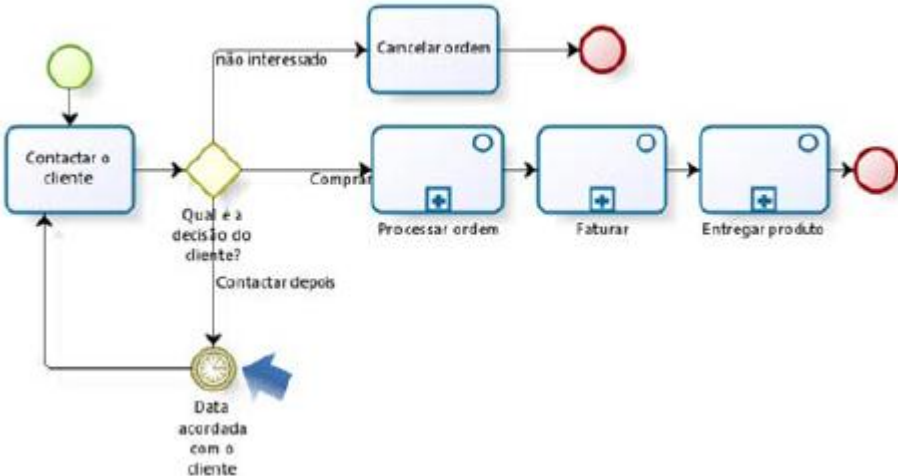 Cancelar ordem
não interessado
Contactar o
cliente
Comprar
Qual é a
decisão do
cliente?
Processar ordem
Faturar
Entregar produto
Contactar depois
Data
acordada
com o
cliente